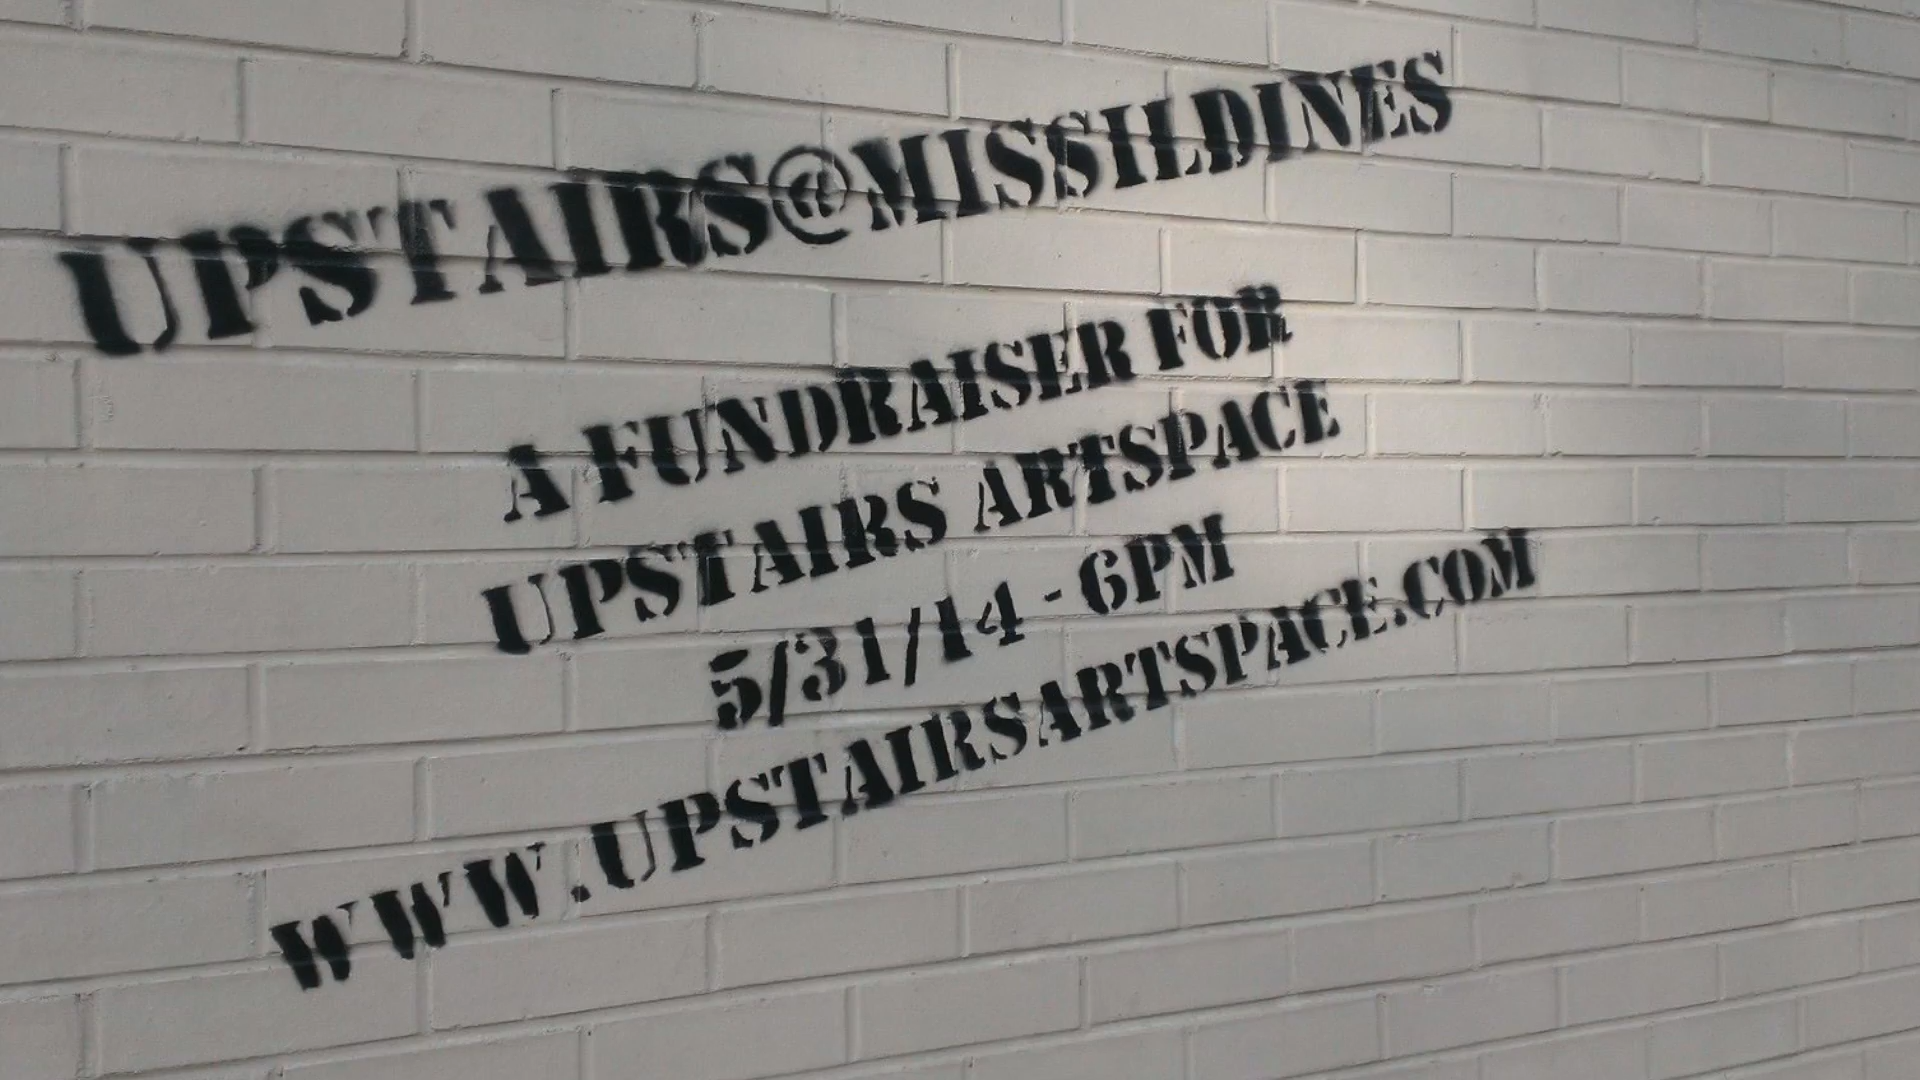 UPSTAIRS@MISSILDINES
A FUNDRAISER FOR
UPSTAIRS ARTSPACE
5/31/14 - 6PM
WWW.UPSTAIRSARTSPACE.COM